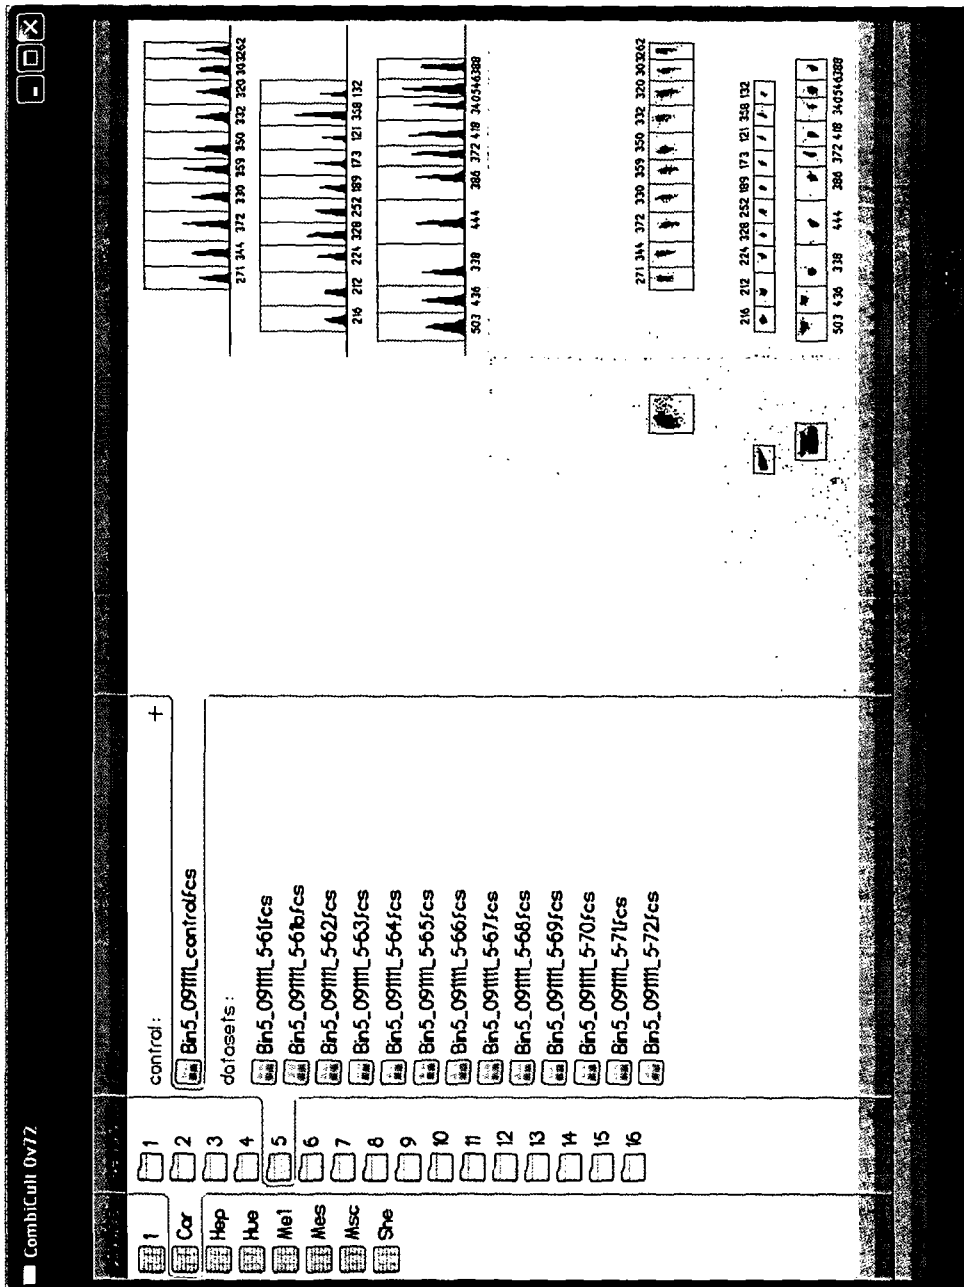 CombiCult 0v72
1
Car
Hep
Hue
Mel
Mes
Msc
She
1
2
3
4
5
6
7
8
9
10
11
12
13
14
15
16
control: +
Bin5_091111_control.fcs
datasets:
Bin5_091111_5-61.fcs
Bin5_091111_5-61b.fcs
Bin5_091111_5-62.fcs
Bin5_091111_5-63.fcs
Bin5_091111_5-64.fcs
Bin5_091111_5-65.fcs
Bin5_091111_5-66.fcs
Bin5_091111_5-67.fcs
Bin5_091111_5-68.fcs
Bin5_091111_5-69.fcs
Bin5_091111_5-70.fcs
Bin5_091111_5-71.fcs
Bin5_091111_5-72.fcs
271 344 372 330 359 350 332 320 303262
216 212 224 328 252 189 173 121 358 132
503 436 338 444 386 372 418 340546388
271 344 372 330 359 350 332 320 303262
216 212 224 328 252 189 173 121 358 132
503 436 338 444 386 372 418 340546388